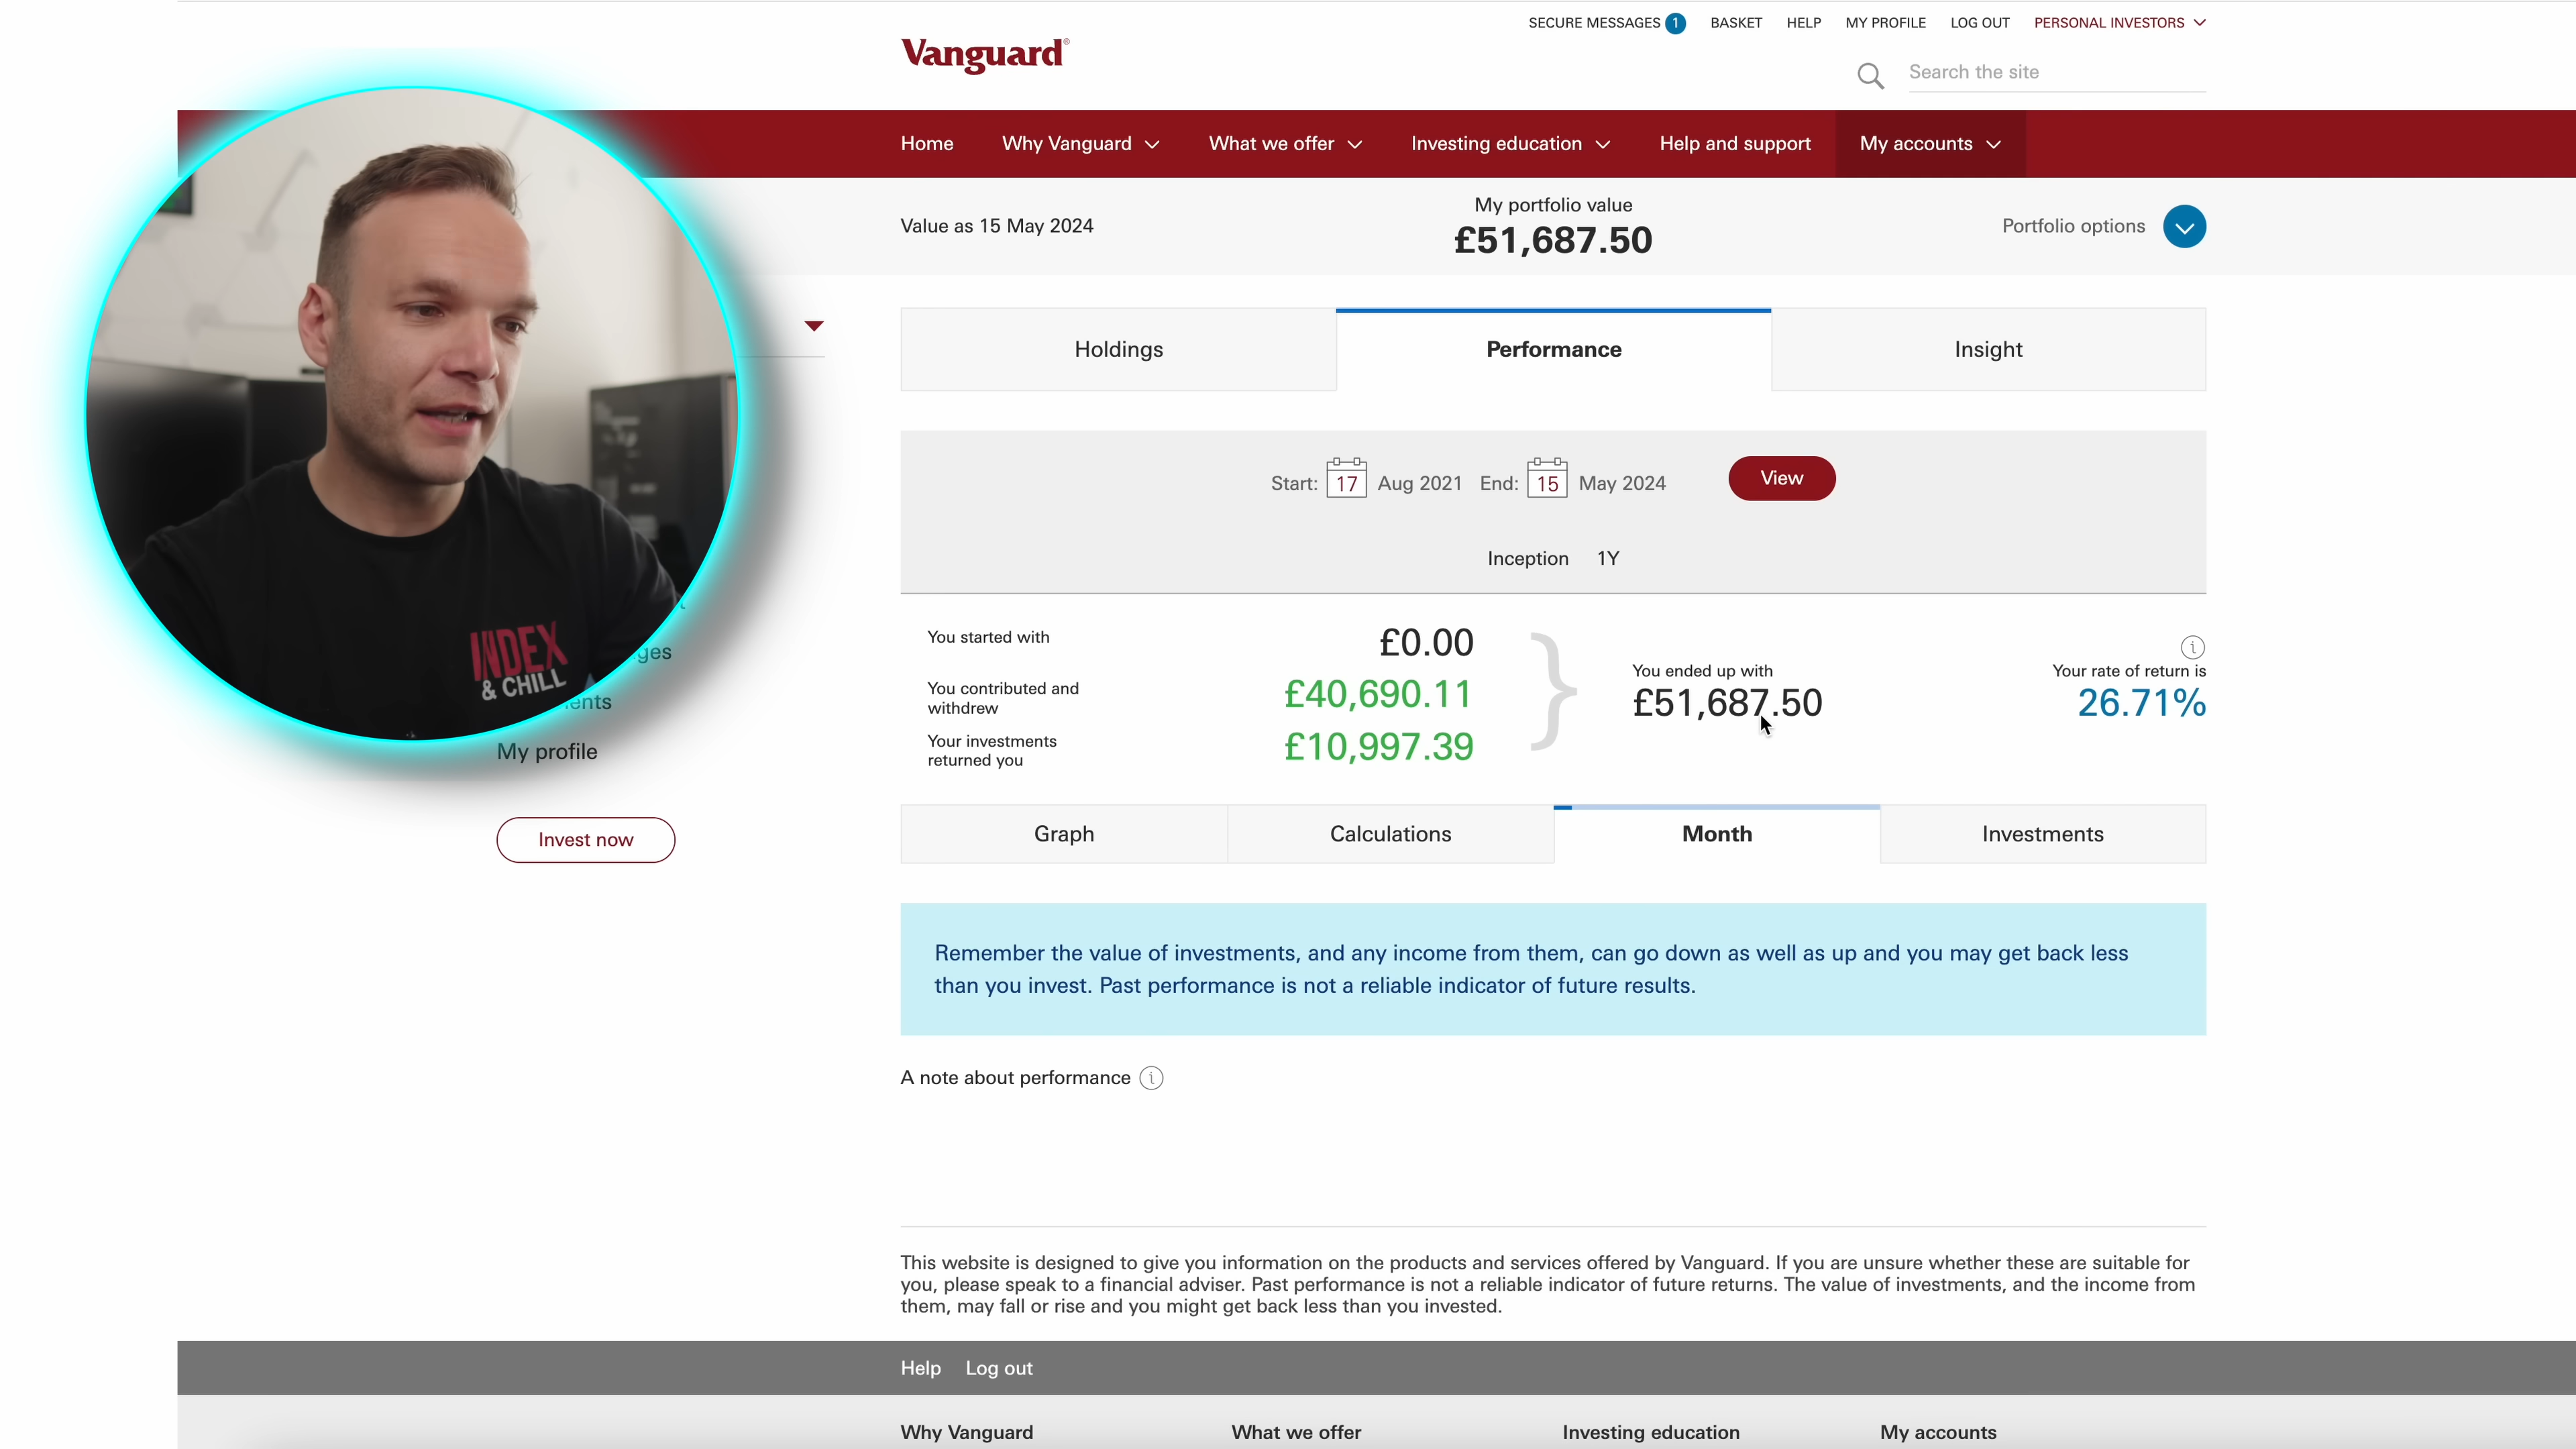 SECURE MESSAGES 1 BASKET HELP MY PROFILE LOG OUT PERSONAL INVESTORS
Vanguard®
Search the site
Home Why Vanguard What we offer Investing education Help and support My accounts
Value as 15 May 2024
My portfolio value
£51,687.50
Portfolio options
Holdings Performance Insight
Start: 17 Aug 2021 End: 15 May 2024 View
Inception 1Y
You started with £0.00
You contributed and
withdrew
£40,690.11
Your investments
returned you
£10,997.39
You ended up with
£51,687.50
Your rate of return is
26.71%
INDEX
& CHILL
My profile
Invest now
Graph Calculations Month Investments
Remember the value of investments, and any income from them, can go down as well as up and you may get back less
than you invest. Past performance is not a reliable indicator of future results.
A note about performance
This website is designed to give you information on the products and services offered by Vanguard. If you are unsure whether these are suitable for
you, please speak to a financial adviser. Past performance is not a reliable indicator of future returns. The value of investments, and the income from
them, may fall or rise and you might get back less than you invested.
Help Log out
Why Vanguard What we offer Investing education My accounts